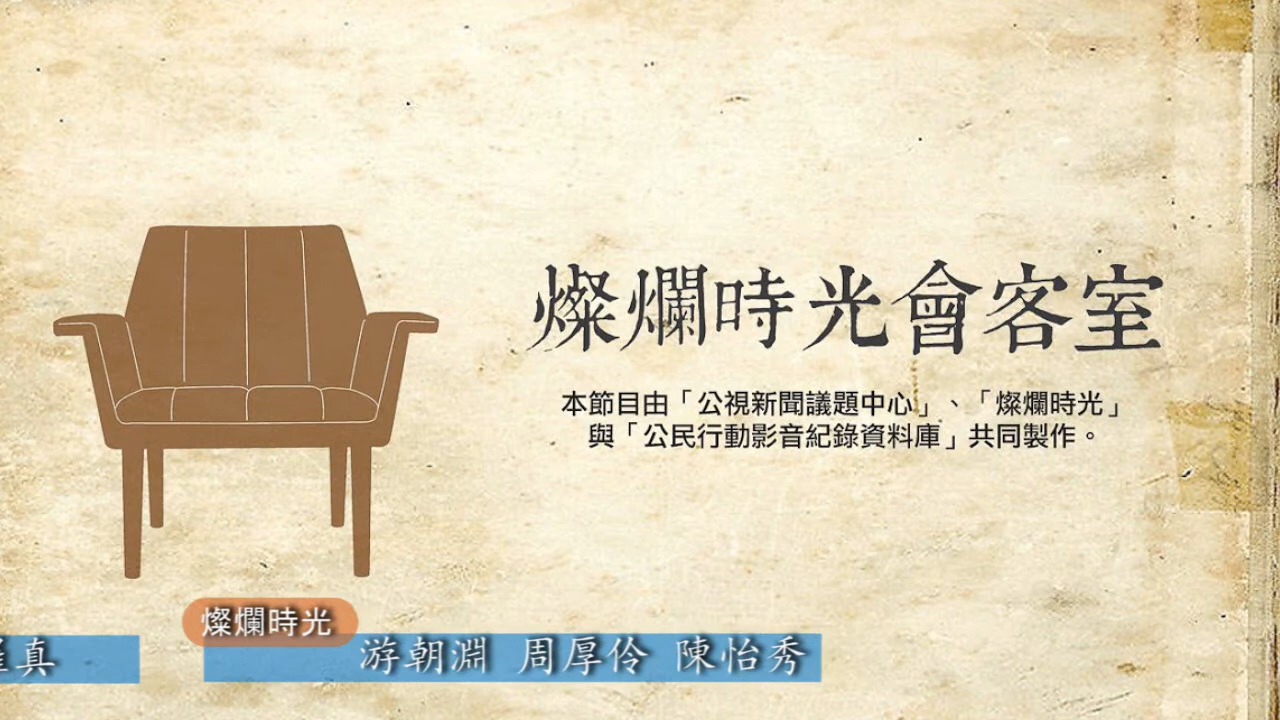 燦爛時光會客室
本節目由「公視新聞議題中心」、「燦爛時光」
與「公民行動影音紀錄資料庫」共同製作。
燦爛時光
真
游朝淵 周厚伶 陳怡秀